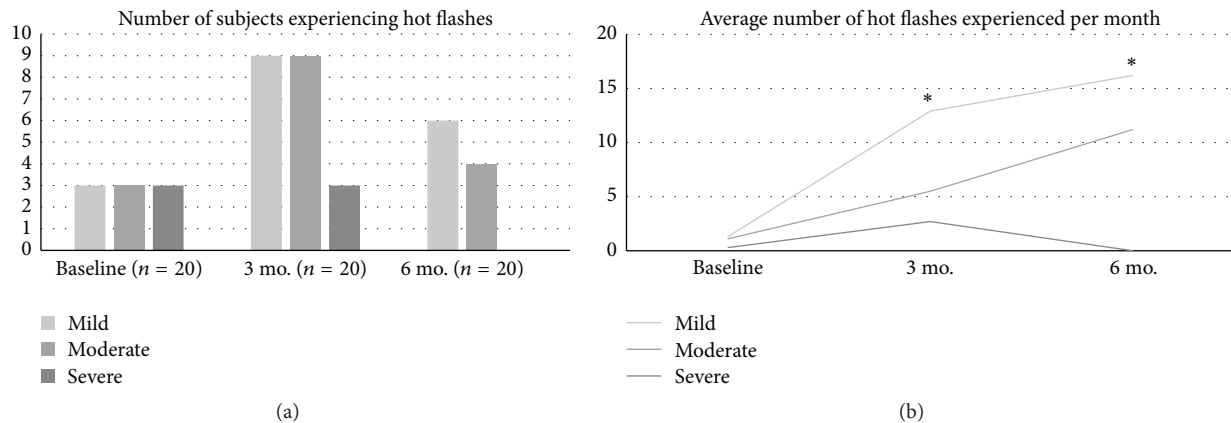 Number of subjects experiencing hot flashes
10
9
8
7
6
5
4
3
2
1
0
Baseline (n = 20) 3 mo. (n = 20) 6 mo. (n = 20)
Mild
Moderate
Severe
(a)
Average number of hot flashes experienced per month
20
15
10
5
0
* *
Baseline 3 mo. 6 mo.
Mild
Moderate
Severe
(b)